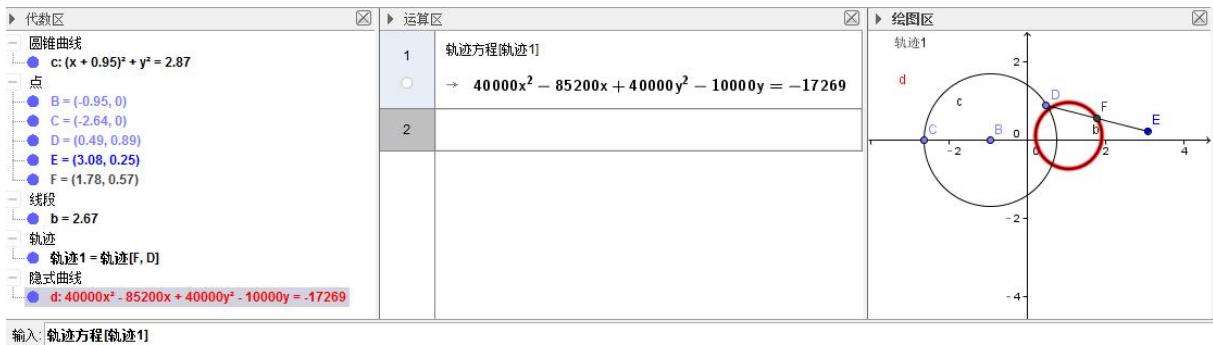 代数区
圆锥曲线
c: (x + 0.95)² + y² = 2.87
点
B = (-0.95, 0)
C = (-2.64, 0)
D = (0.49, 0.89)
E = (3.08, 0.25)
F = (1.78, 0.57)
线段
b = 2.67
轨迹
轨迹1 = 轨迹[F, D]
隐式曲线
d: 40000x² - 85200x + 40000y² - 10000y = -17269
运算区
1
轨迹方程[轨迹1]
→ 40000x² − 85200x + 40000y² − 10000y = −17269
2
绘图区
轨迹1
2
d
D
c
F
E
C
B
0
b
-2
0
2
4
-2
-4
输入: 轨迹方程[轨迹1]